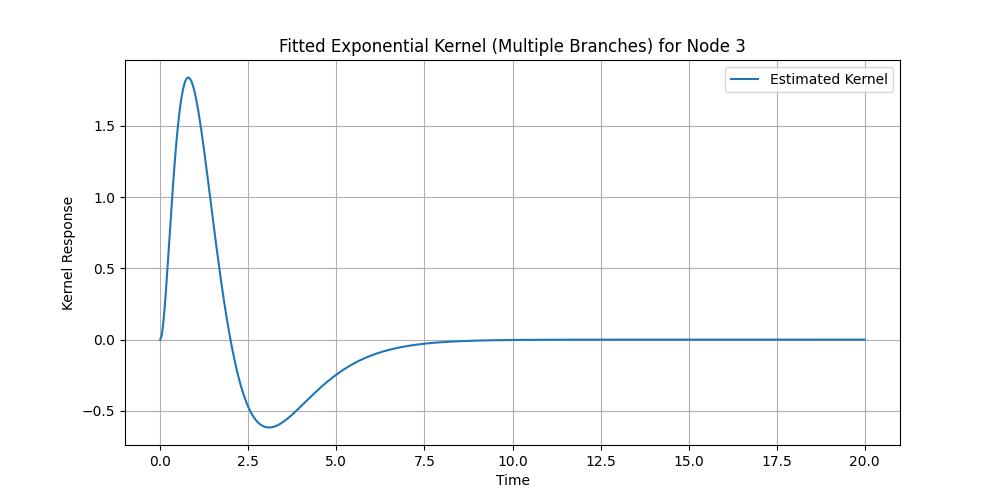 Fitted Exponential Kernel (Multiple Branches) for Node 3
Estimated Kernel
Kernel Response
1.5
1.0
0.5
0.0
−0.5
0.0 2.5 5.0 7.5 10.0 12.5 15.0 17.5 20.0
Time